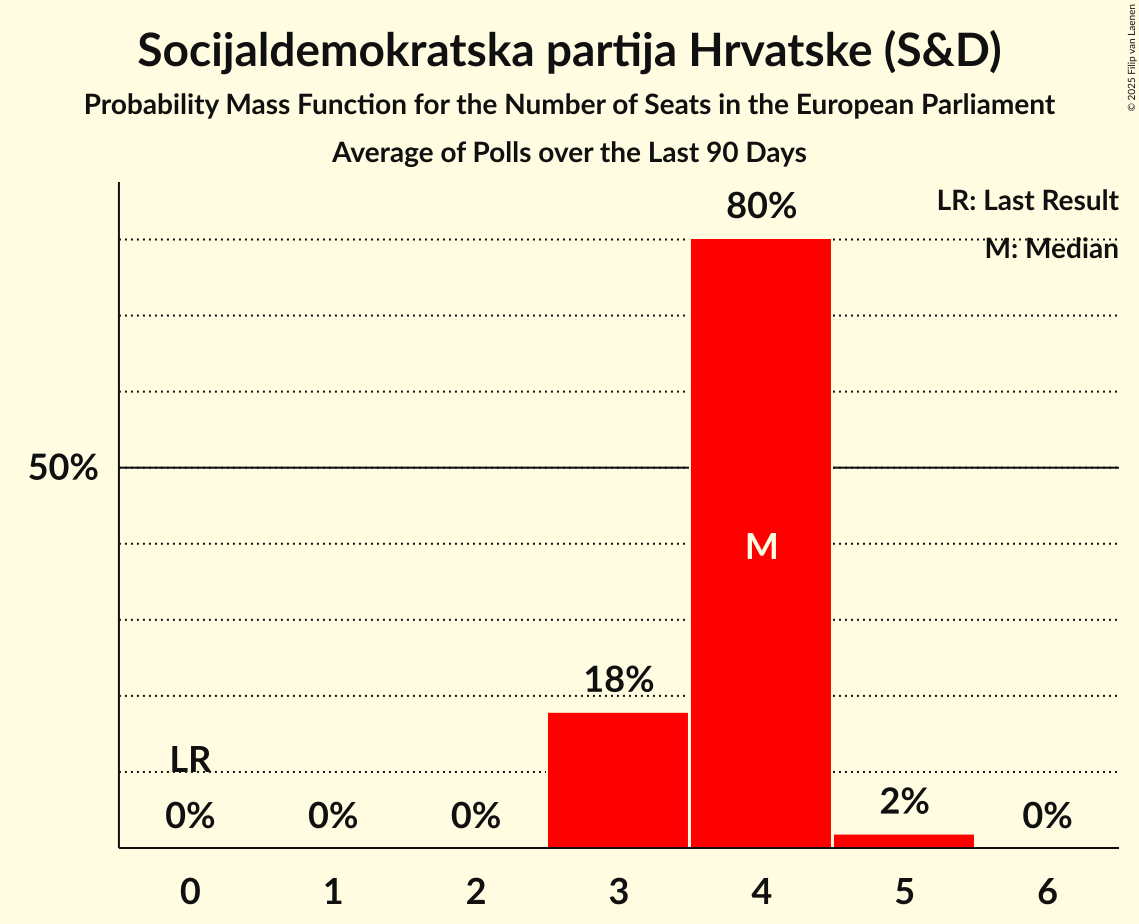 Socijaldemokratska partija Hrvatske (S&D)
Probability Mass Function for the Number of Seats in the European Parliament
Average of Polls over the Last 90 Days
© 2025 Filip van Laenen
LR: Last Result
M: Median
80%
50%
M
18%
LR
0%
0%
0%
2%
0%
0
1
2
3
4
5
6